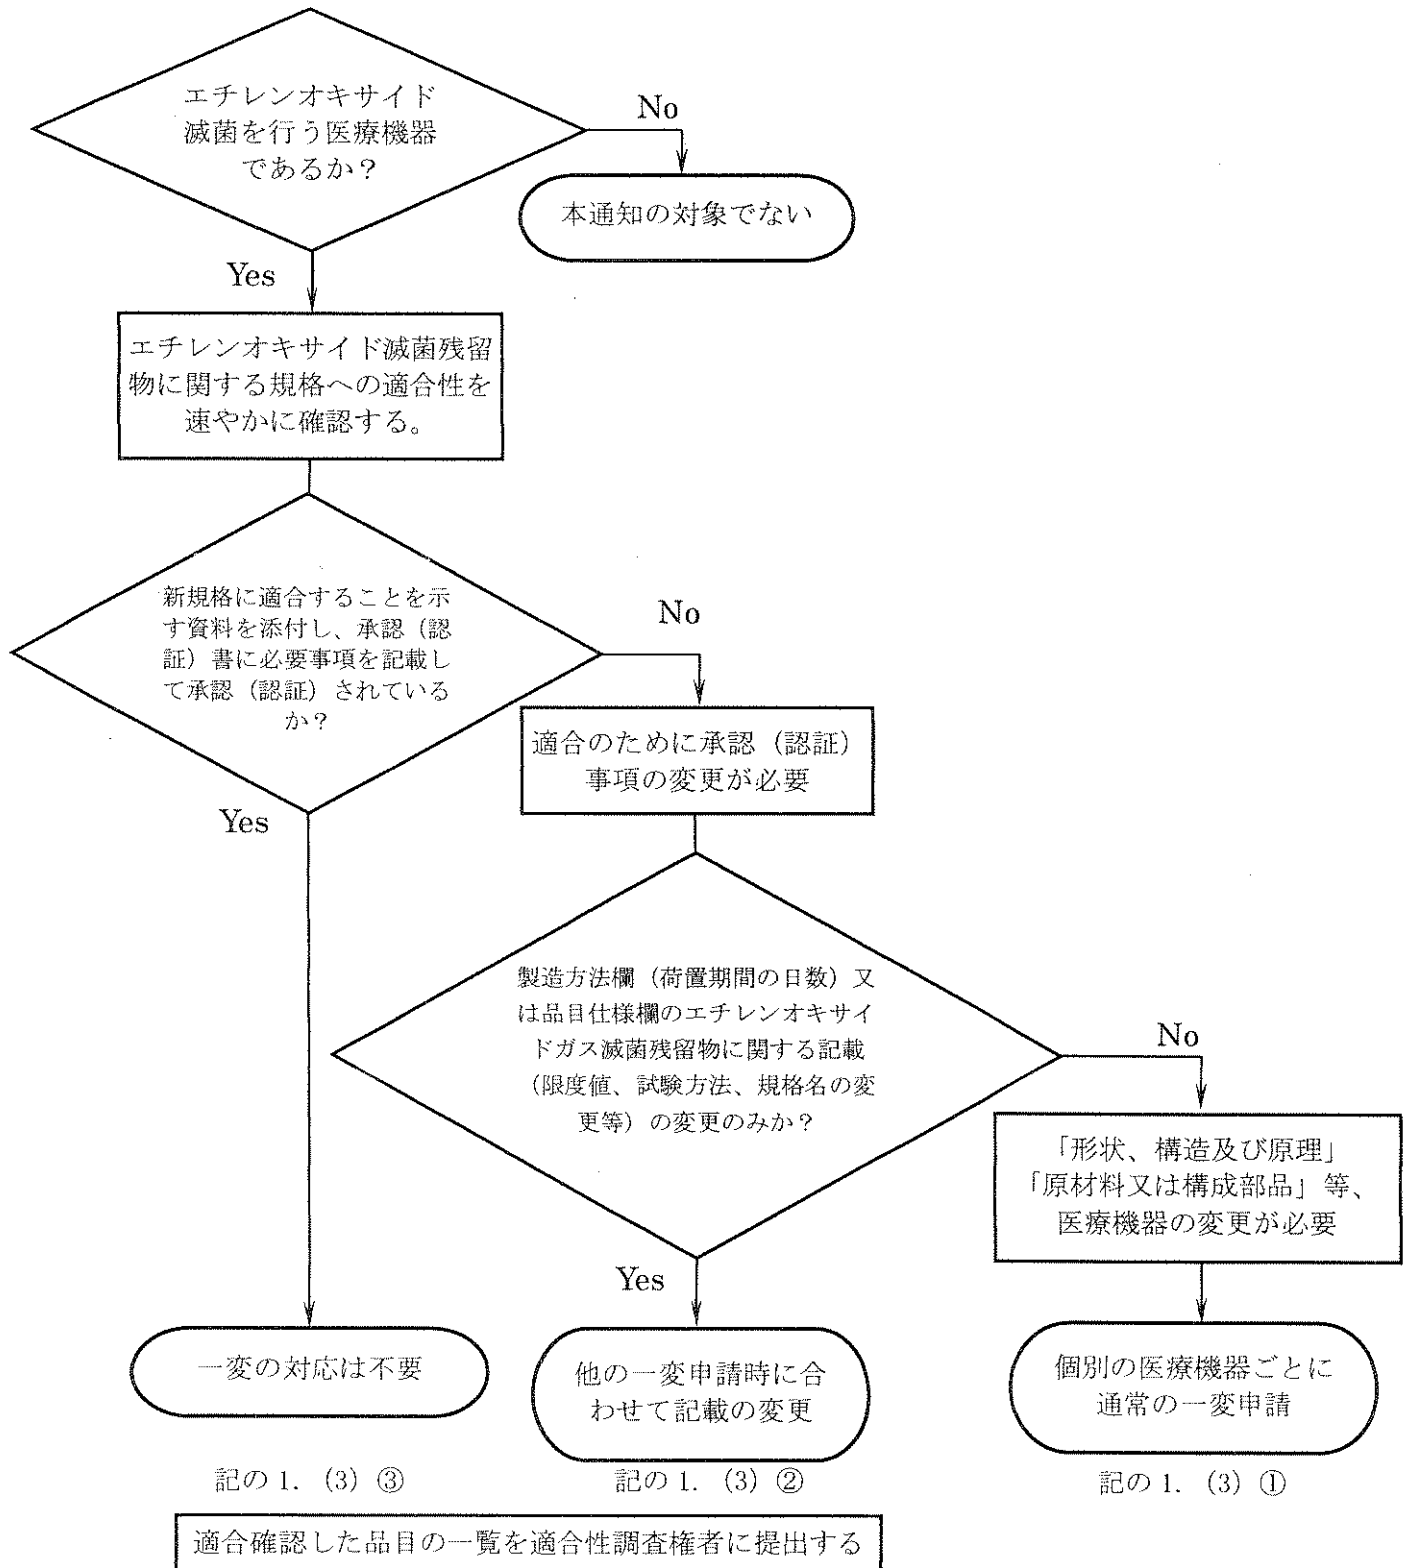 エチレンオキサイド
滅菌を行う医療機器
であるか？
No
本通知の対象でない
Yes
エチレンオキサイド滅菌残留
物に関する規格への適合性を
速やかに確認する。
新規格に適合することを示
す資料を添付し、承認（認
証）書に必要事項を記載し
て承認（認証）されている
か？
No
適合のために承認（認証）
事項の変更が必要
Yes
製造方法欄（荷置期間の日数）又
は品目仕様欄のエチレンオキサイ
ドガス滅菌残留物に関する記載
（限度値、試験方法、規格名の変
更等）の変更のみか？
No
「形状、構造及び原理」
「原材料又は構成部品」等、
医療機器の変更が必要
Yes
一変の対応は不要
他の一変申請時に合
わせて記載の変更
個別の医療機器ごとに
通常の一変申請
記の 1.（3）③
記の 1.（3）②
記の 1.（3）①
適合確認した品目の一覧を適合性調査権者に提出する